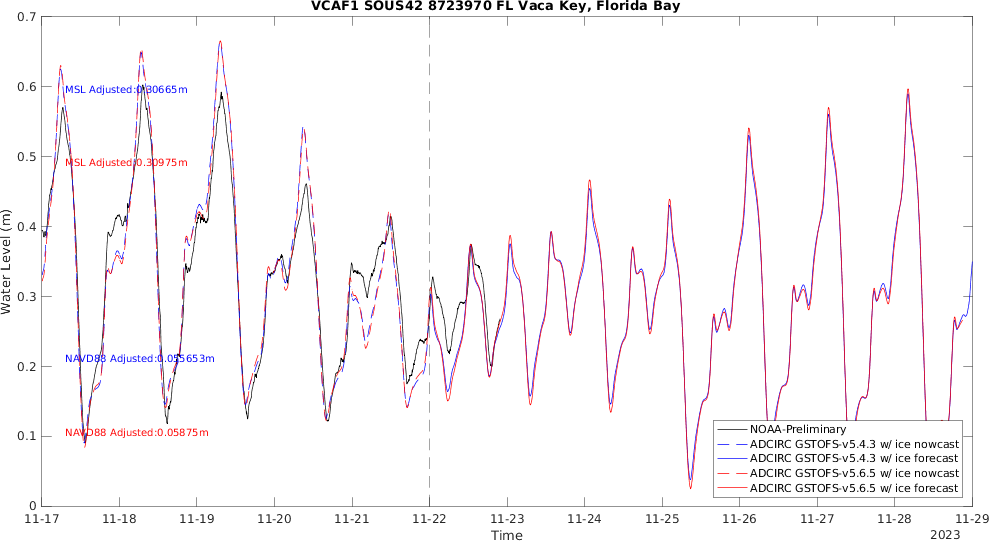 VCAF1 SOUS42 8723970 FL Vaca Key, Florida Bay
0.7
0.6
0.5
0.4
0.3
0.2
0.1
0
Water Level (m)
MSL Adjusted:0.30665m
MSL Adjusted:0.30975m
NAVD88 Adjusted:0.055653m
NAVD88 Adjusted:0.05875m
NOAA-Preliminary
ADCIRC GSTOFS-v5.4.3 w/ ice nowcast
ADCIRC GSTOFS-v5.4.3 w/ ice forecast
ADCIRC GSTOFS-v5.6.5 w/ ice nowcast
ADCIRC GSTOFS-v5.6.5 w/ ice forecast
11-17 11-18 11-19 11-20 11-21 11-22 11-23 11-24 11-25 11-26 11-27 11-28 11-29
Time
2023